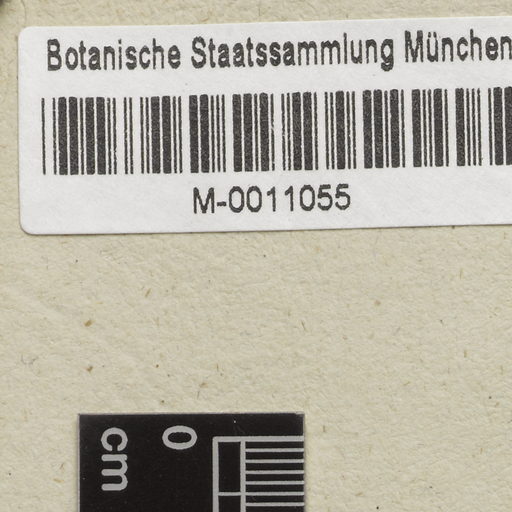 Botanische Staatssammlung München
M-0011055
0
cm